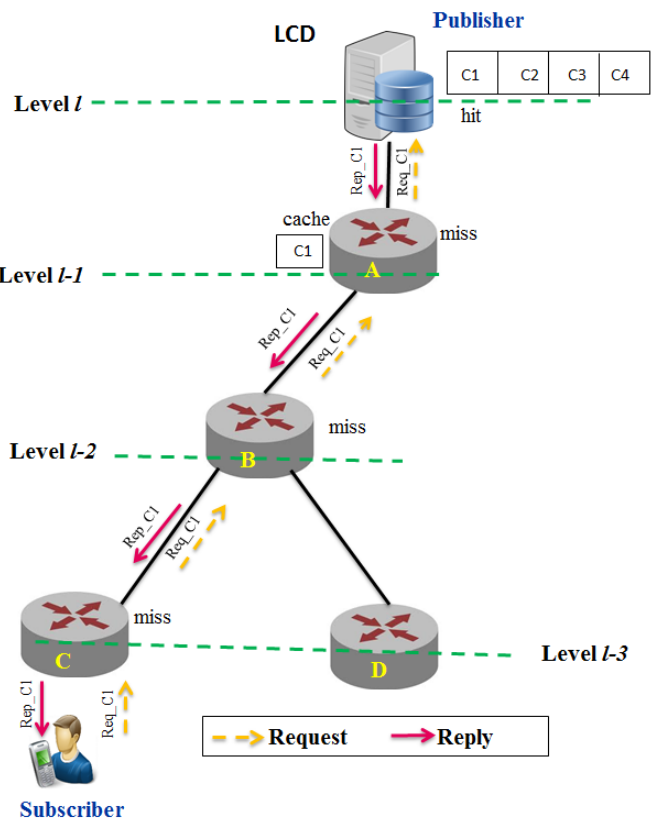 Publisher
LCD
C1 C2 C3 C4
Level l
hit
Rep_C1
Req_C1
cache
miss
C1
A
Level l-1
Rep_C1
Req_C1
miss
Level l-2
B
Rep_C1
Req_C1
miss
C
D
Level l-3
Rep_C1
Req_C1
Request
Reply
Subscriber